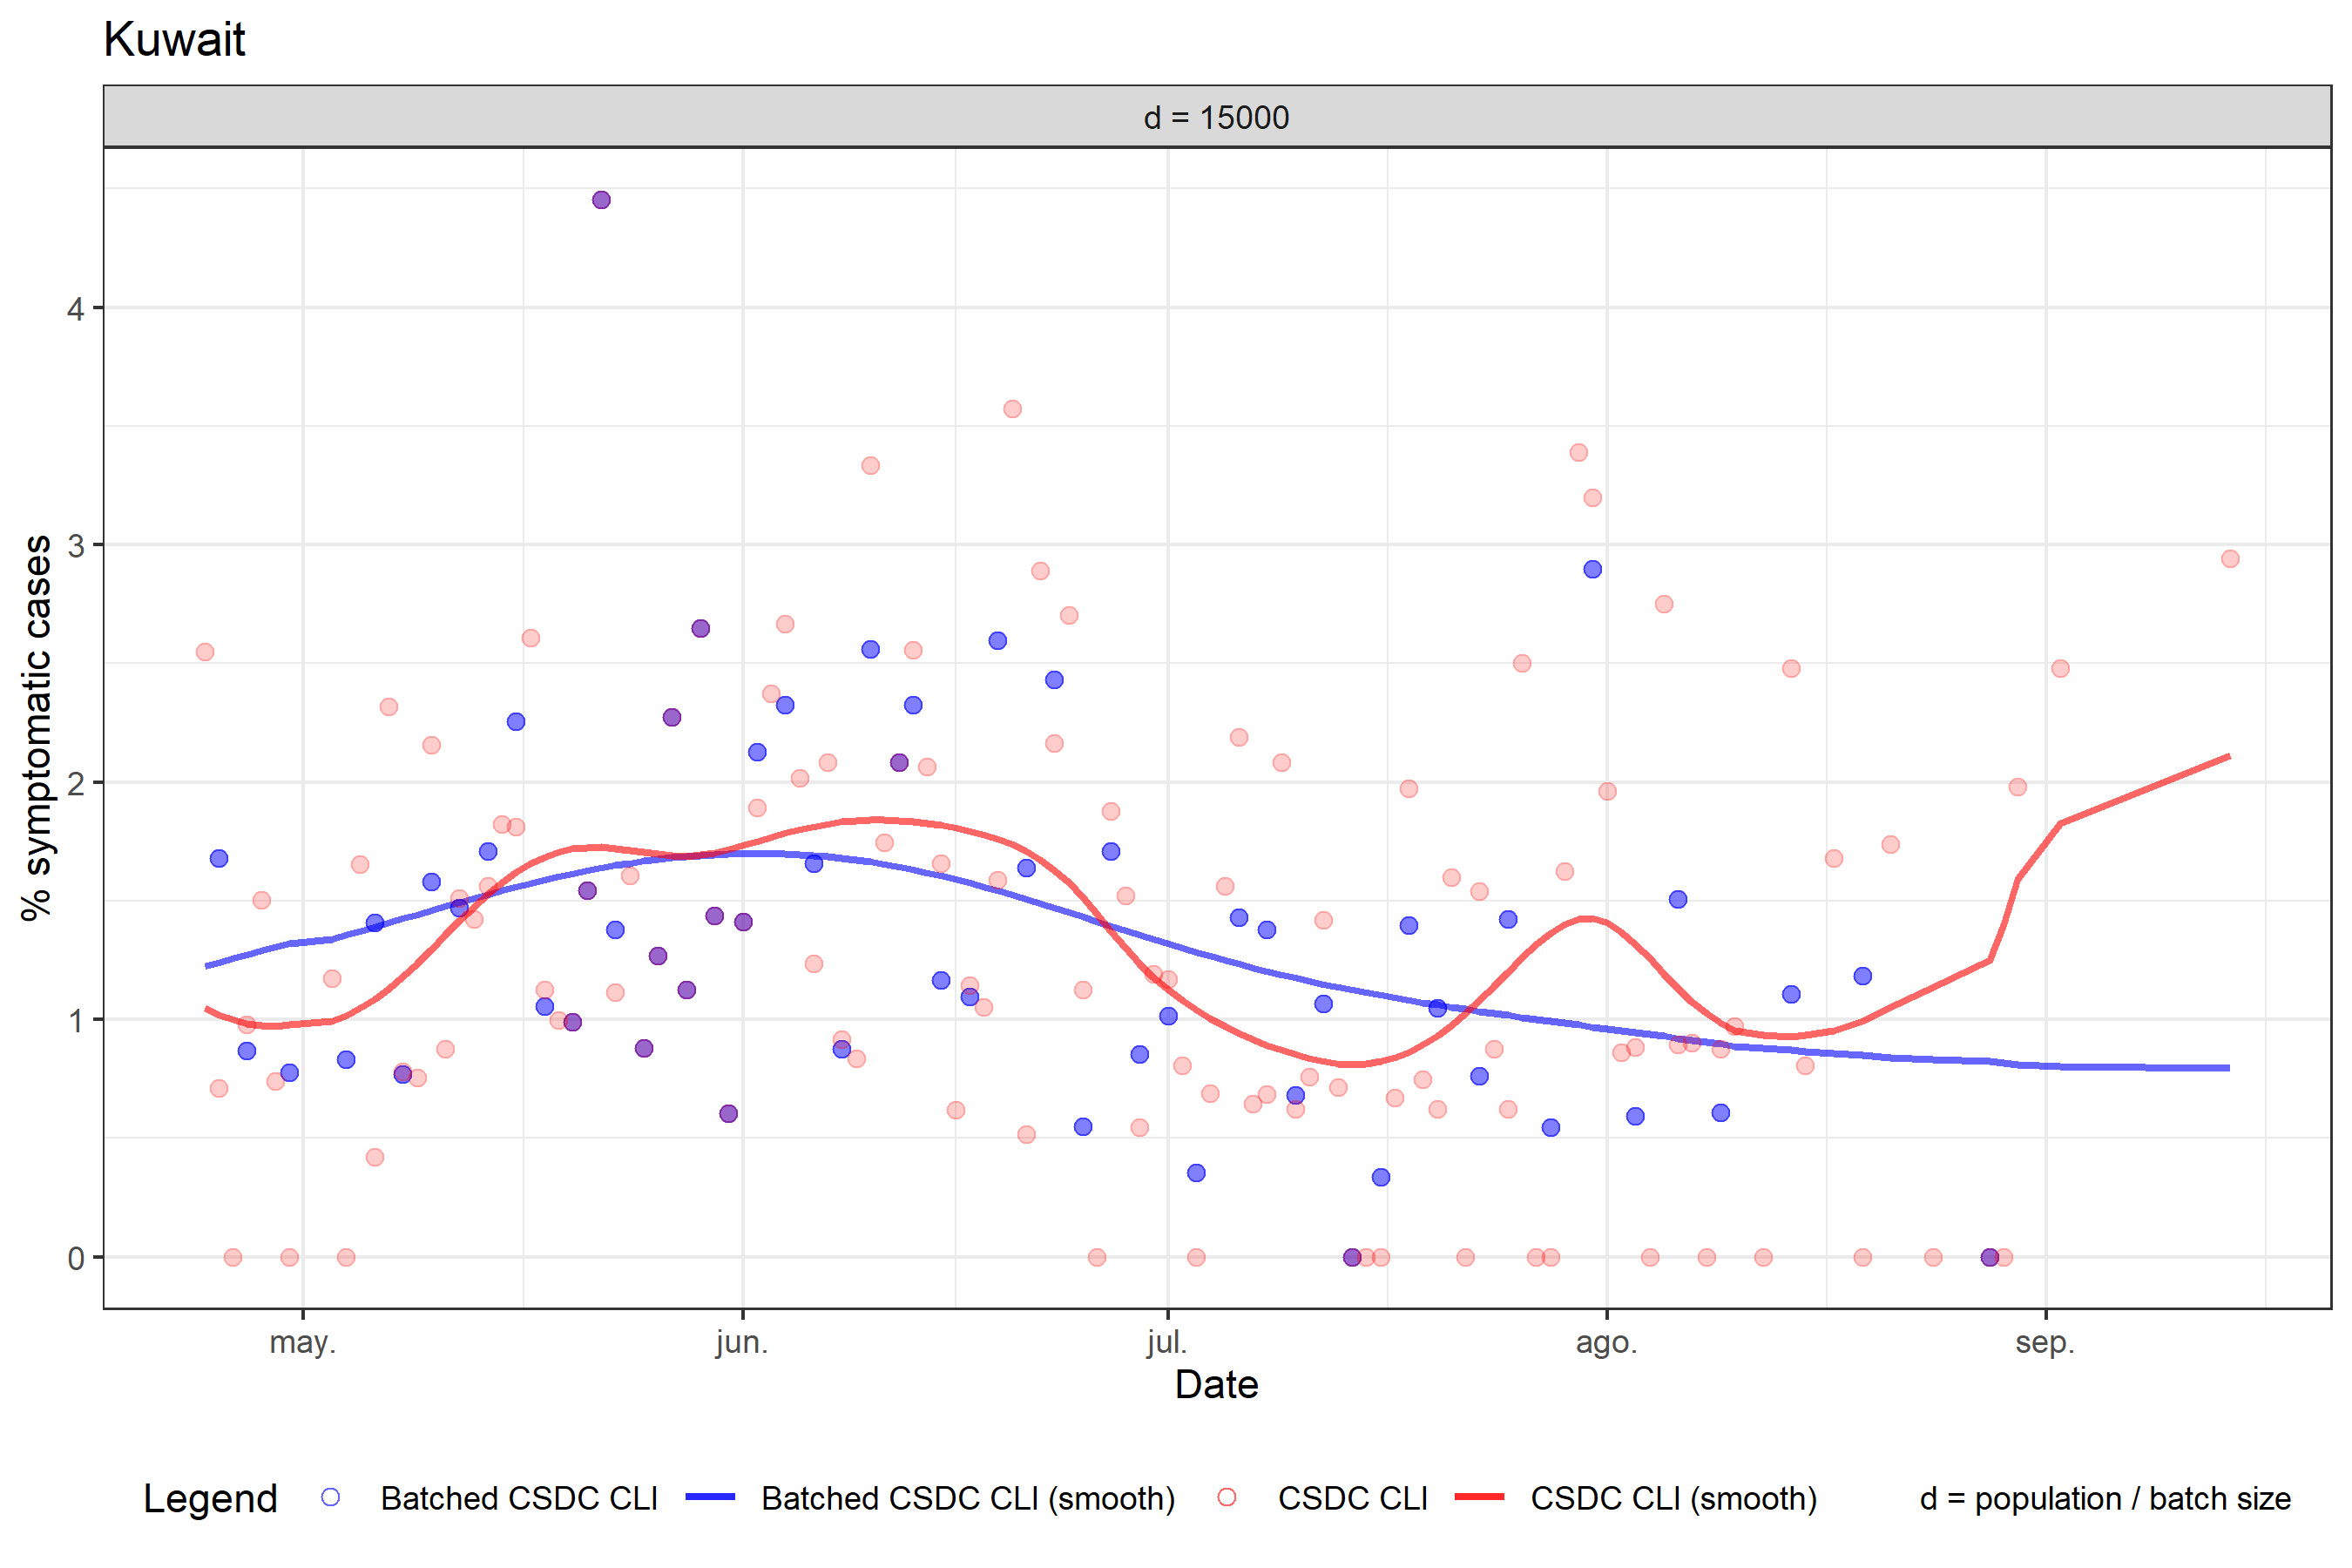 Kuwait
d = 15000
% symptomatic cases
4
3
2
1
0
may.
jun.
jul.
ago.
sep.
Date
Legend
Batched CSDC CLI
Batched CSDC CLI (smooth)
CSDC CLI
CSDC CLI (smooth)
d = population / batch size